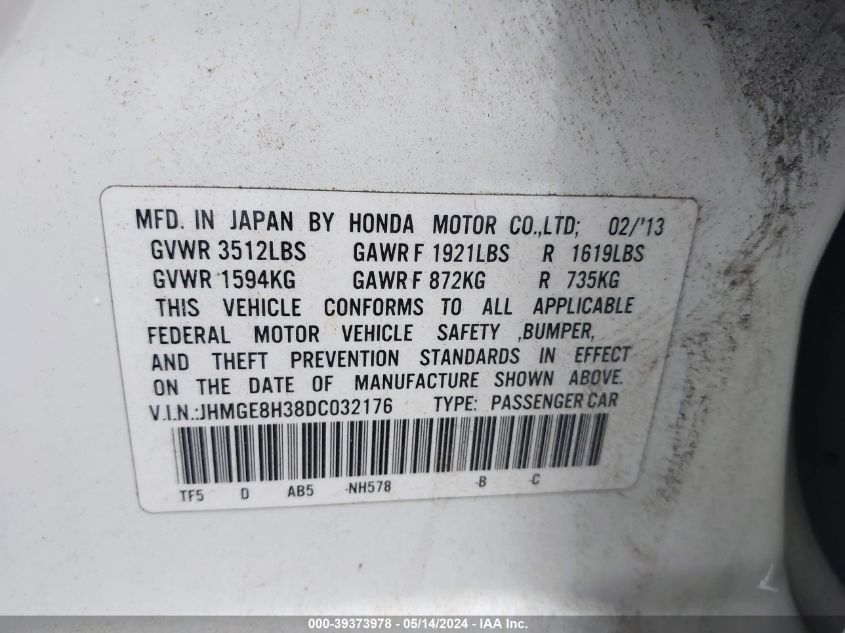 MFD. IN JAPAN BY HONDA MOTOR CO.,LTD; 02/'13
GVWR 3512LBS GAWR F 1921LBS R 1619LBS
GVWR 1594KG GAWR F 872KG R 735KG
THIS VEHICLE CONFORMS TO ALL APPLICABLE
FEDERAL MOTOR VEHICLE SAFETY ,BUMPER,
AND THEFT PREVENTION STANDARDS IN EFFECT
ON THE DATE OF MANUFACTURE SHOWN ABOVE.
V.I.N.:JHMGE8H38DC032176 TYPE: PASSENGER CAR
TF5 D AB5 -NH578 -B -C
000-39373978 - 05/14/2024 - IAA Inc.